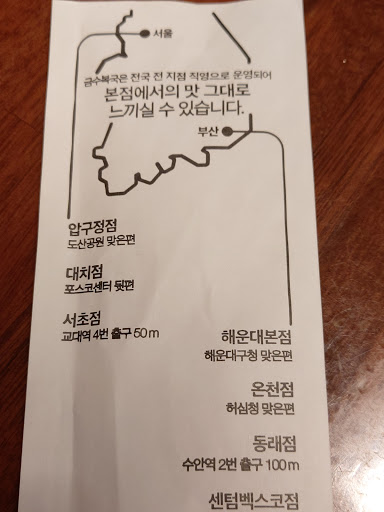 서울
금수복국은 전국 전 지점 직영으로 운영되어
본점에서의 맛 그대로
느끼실 수 있습니다.
부산
압구정점
도산공원 맞은편
대치점
포스코센터 뒷편
서초점
교대역 4번 출구 50m
해운대본점
해운대구청 맞은편
온천점
허심청 맞은편
동래점
수안역 2번 출구 100m
센텀벡스코점